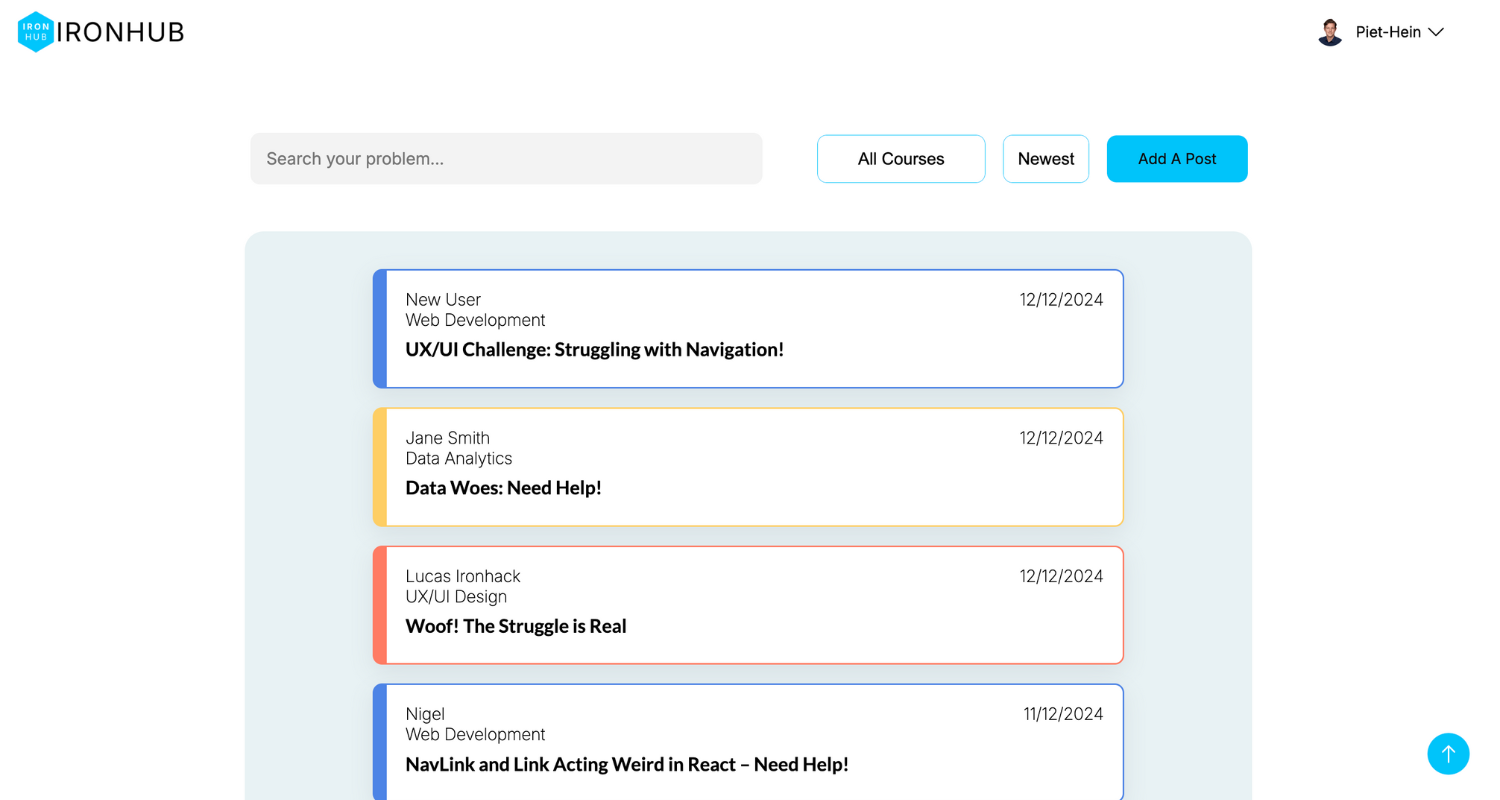 IRON
HUB
IRONHUB
Piet-Hein
Search your problem...
All Courses
Newest
Add A Post
New User
12/12/2024
Web Development
UX/UI Challenge: Struggling with Navigation!
Jane Smith
12/12/2024
Data Analytics
Data Woes: Need Help!
Lucas Ironhack
12/12/2024
UX/UI Design
Woof! The Struggle is Real
Nigel
11/12/2024
Web Development
NavLink and Link Acting Weird in React – Need Help!